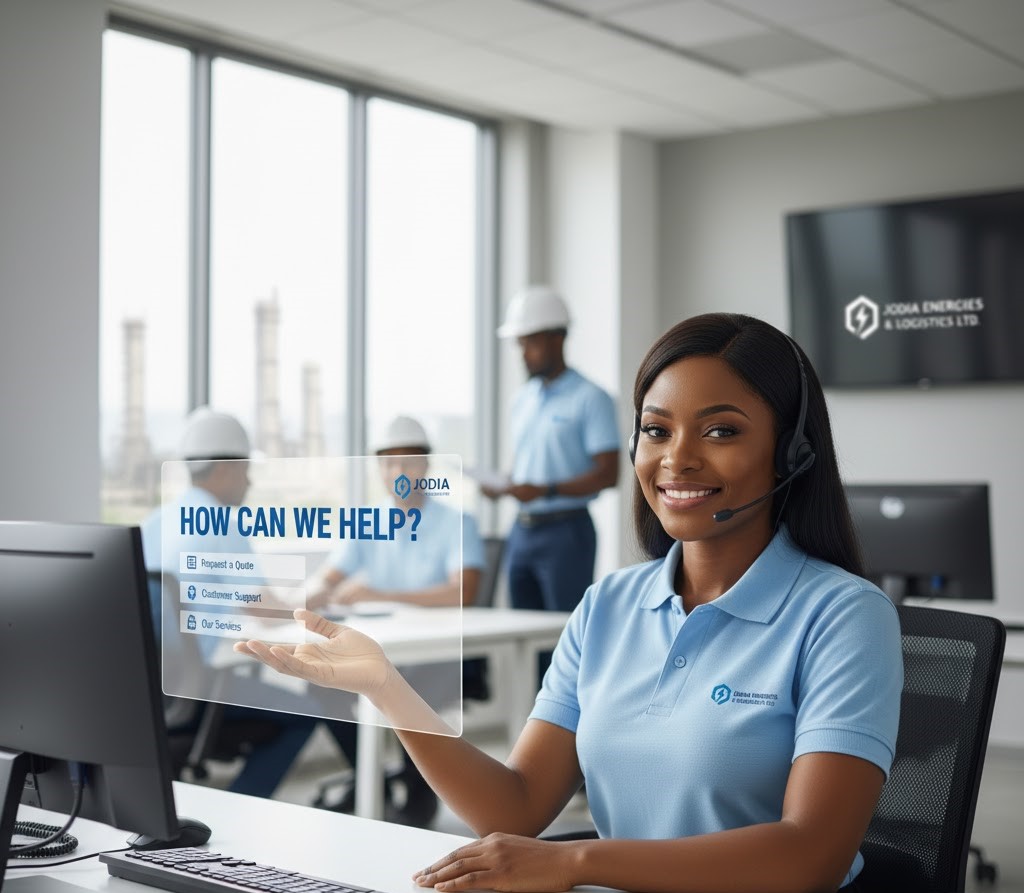 JODIA ENERGIES
& LOGISTICS LTD.
JODIA
HOW CAN WE HELP?
Request a Quote
Customer Support
Our Services